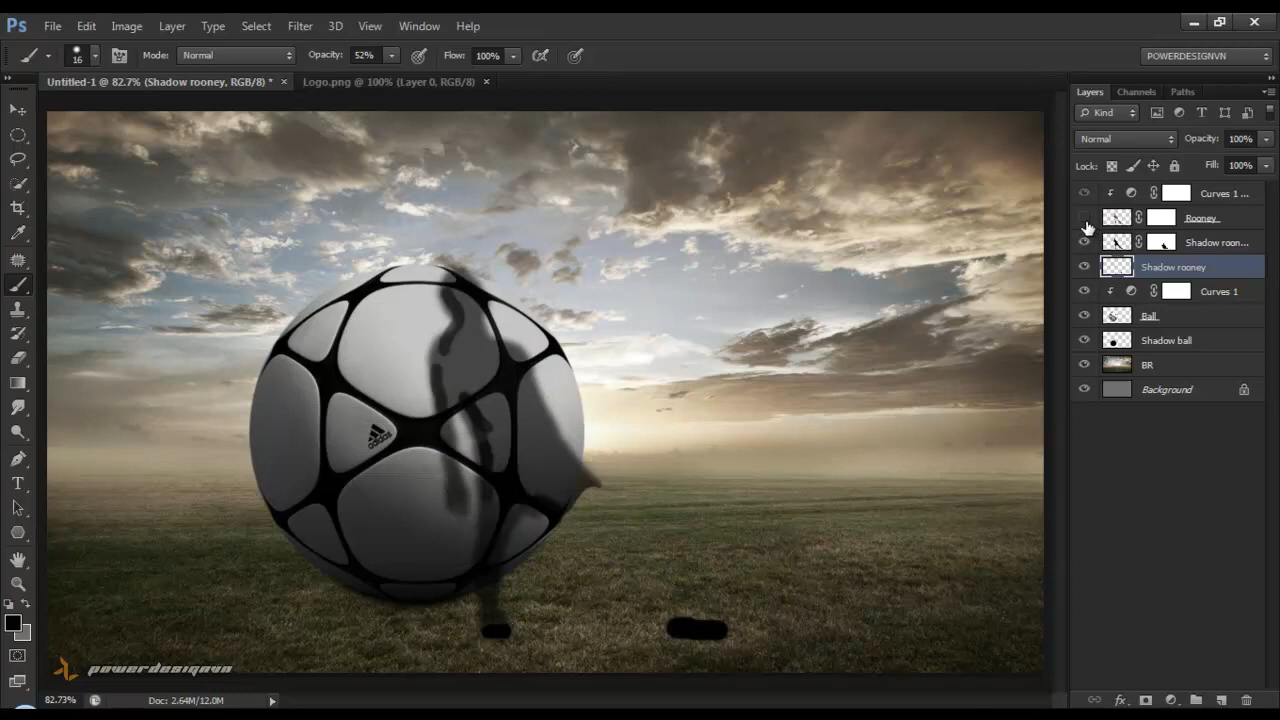 Ps File Edit Image Layer Type Select Filter 3D View Window Help
16 Mode: Normal Opacity: 52% Flow: 100% POWERDESIGNVN
Untitled-1 @ 82.7% (Shadow rooney, RGB/8) * × Logo.png @ 100% (Layer 0, RGB/8) ×
Layers Channels Paths
Kind
Normal Opacity: 100%
Lock: Fill: 100%
Curves 1 ...
Rooney
Shadow roon...
Shadow rooney
Curves 1
Ball
Shadow ball
BR
Background
adidas
powerdesignvn
82.73% Doc: 2.64M/12.0M